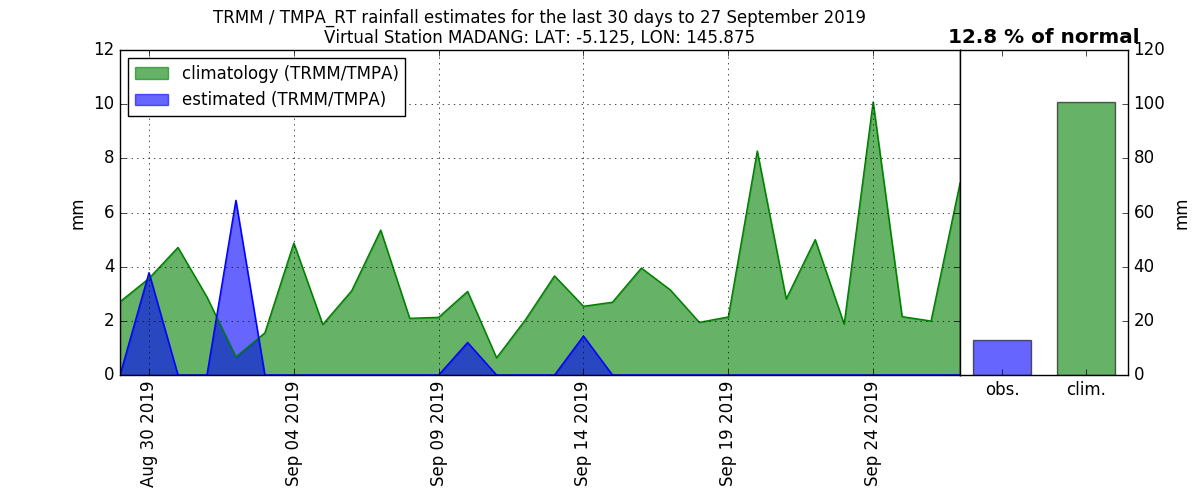 TRMM / TMPA_RT rainfall estimates for the last 30 days to 27 September 2019
Virtual Station MADANG: LAT: -5.125, LON: 145.875
12.8 % of normal
climatology (TRMM/TMPA)
estimated (TRMM/TMPA)
mm
12
10
8
6
4
2
0
Aug 30 2019
Sep 04 2019
Sep 09 2019
Sep 14 2019
Sep 19 2019
Sep 24 2019
obs.
clim.
120
100
80
60
40
20
0
mm